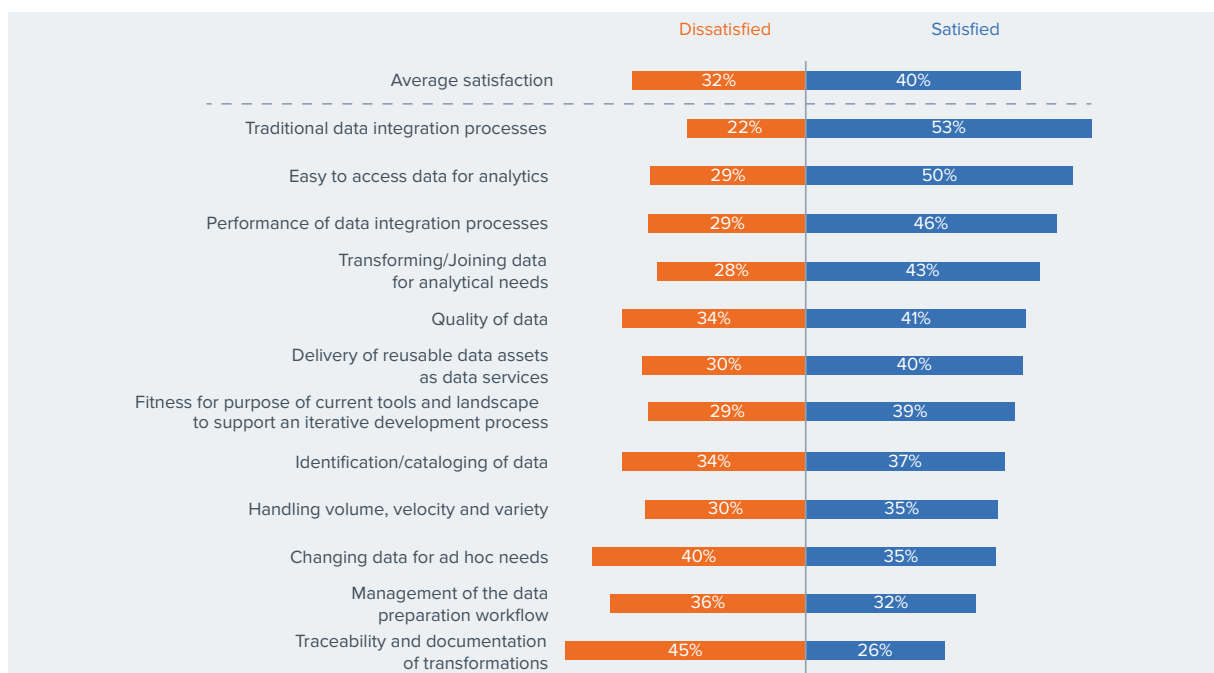 Dissatisfied Satisfied
Average satisfaction 32% 40%
Traditional data integration processes 22% 53%
Easy to access data for analytics 29% 50%
Performance of data integration processes 29% 46%
Transforming/Joining data
for analytical needs 28% 43%
Quality of data 34% 41%
Delivery of reusable data assets
as data services 30% 40%
Fitness for purpose of current tools and landscape
to support an iterative development process 29% 39%
Identification/cataloging of data 34% 37%
Handling volume, velocity and variety 30% 35%
Changing data for ad hoc needs 40% 35%
Management of the data
preparation workflow 36% 32%
Traceability and documentation
of transformations 45% 26%